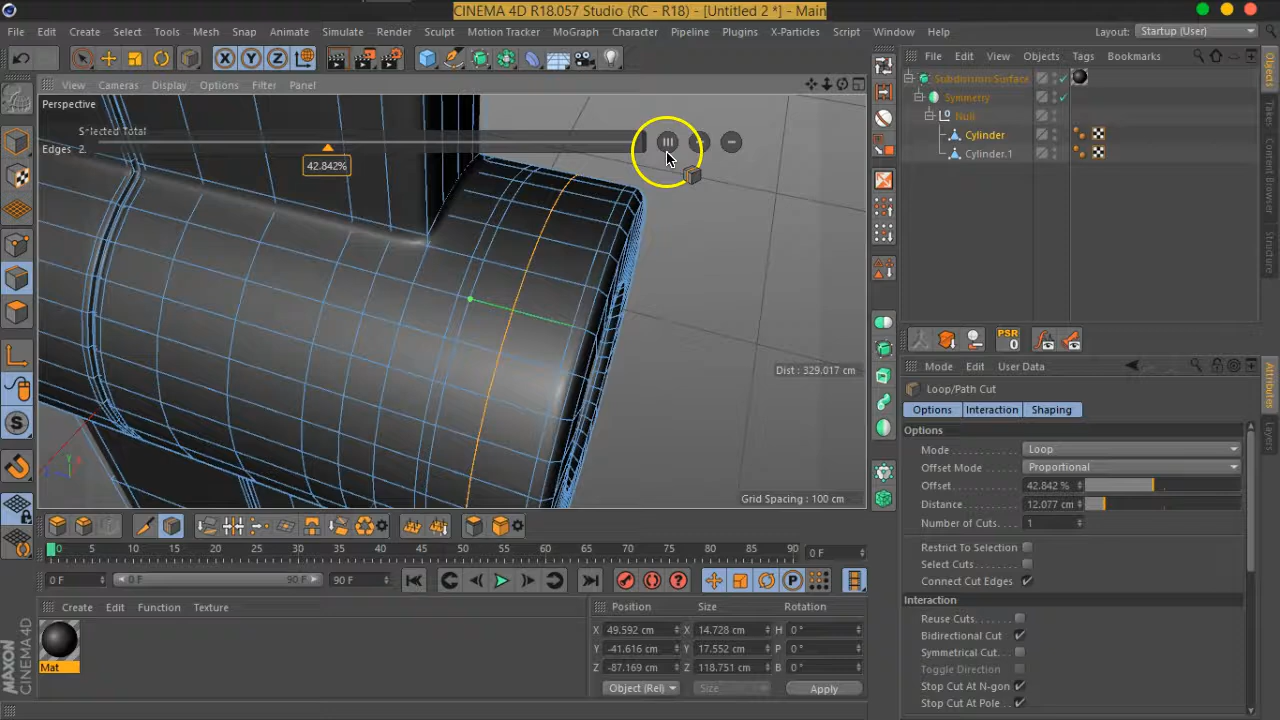 CINEMA 4D R18.057 Studio (RC - R18) - [Untitled 2 *] - Main
File Edit Create Select Tools Mesh Snap Animate Simulate Render Sculpt Motion Tracker MoGraph Character Pipeline Plugins X-Particles Script Window Help Layout: Startup (User)
View Cameras Display Options Filter Panel
Perspective
Selected Total
Edges 2.
42.842%
Dist : 329.017 cm
Grid Spacing : 100 cm
File Edit View Objects Tags Bookmarks
Subdivision Surface
Symmetry
Null
Cylinder
Cylinder.1
X Y Z
PSR
0
Mode Edit User Data
Loop/Path Cut
Options Interaction Shaping
Options
Mode Loop
Offset Mode Proportional
Offset 42.842 %
Distance 12.077 cm
Number of Cuts. 1
Restrict To Selection
Select Cuts
Connect Cut Edges
Interaction
Reuse Cuts
Bidirectional Cut
Symmetrical Cut
Toggle Direction
Stop Cut At N-gon
Stop Cut At Pole
Objects
Takes
Content Browser
Structure
Attributes
Layers
S
0 5 10 15 20 25 30 35 40 45 50 55 60 65 70 75 80 85 90 0 F
0 F 0 F 90 F 90 F
P
Create Edit Function Texture
Mat
Position Size Rotation
X 49.592 cm X 14.728 cm H 0 °
Y -41.616 cm Y 17.552 cm P 0 °
Z -87.169 cm Z 118.751 cm B 0 °
Object (Rel) Size Apply
MAXON
CINEMA 4D